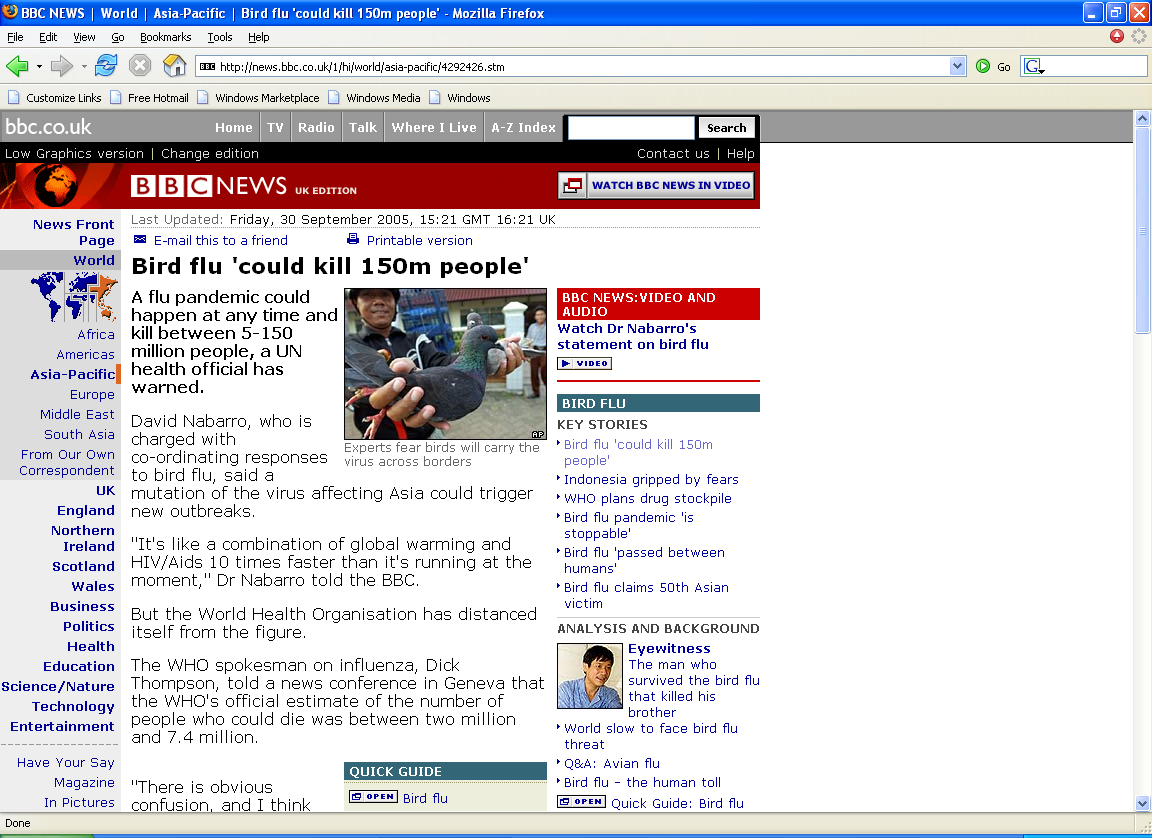 BBC NEWS | World | Asia-Pacific | Bird flu 'could kill 150m people' - Mozilla Firefox
File Edit View Go Bookmarks Tools Help
BBC http://news.bbc.co.uk/1/hi/world/asia-pacific/4292426.stm Go G
Customize Links Free Hotmail Windows Marketplace Windows Media Windows
bbc.co.uk Home TV Radio Talk Where I Live A-Z Index Search
Low Graphics version | Change edition Contact us | Help
BBC NEWS UK EDITION WATCH BBC NEWS IN VIDEO
News Front
Page
World
Africa
Americas
Asia-Pacific
Europe
Middle East
South Asia
From Our Own
Correspondent
UK
England
Northern
Ireland
Scotland
Wales
Business
Politics
Health
Education
Science/Nature
Technology
Entertainment
Have Your Say
Magazine
In Pictures
Last Updated: Friday, 30 September 2005, 15:21 GMT 16:21 UK
E-mail this to a friend Printable version
Bird flu 'could kill 150m people'
A flu pandemic could
happen at any time and
kill between 5-150
million people, a UN
health official has
warned.
AP
Experts fear birds will carry the
virus across borders
David Nabarro, who is
charged with
co-ordinating responses
to bird flu, said a
mutation of the virus affecting Asia could trigger
new outbreaks.
"It's like a combination of global warming and
HIV/Aids 10 times faster than it's running at the
moment," Dr Nabarro told the BBC.
But the World Health Organisation has distanced
itself from the figure.
The WHO spokesman on influenza, Dick
Thompson, told a news conference in Geneva that
the WHO's official estimate of the number of
people who could die was between two million
and 7.4 million.
"There is obvious
confusion, and I think
QUICK GUIDE
OPEN Bird flu
BBC NEWS:VIDEO AND
AUDIO
Watch Dr Nabarro's
statement on bird flu
VIDEO
BIRD FLU
KEY STORIES
Bird flu 'could kill 150m
people'
Indonesia gripped by fears
WHO plans drug stockpile
Bird flu pandemic 'is
stoppable'
Bird flu 'passed between
humans'
Bird flu claims 50th Asian
victim
ANALYSIS AND BACKGROUND
Eyewitness
The man who
survived the bird flu
that killed his
brother
World slow to face bird flu
threat
Q&A: Avian flu
Bird flu - the human toll
OPEN Quick Guide: Bird flu
Done